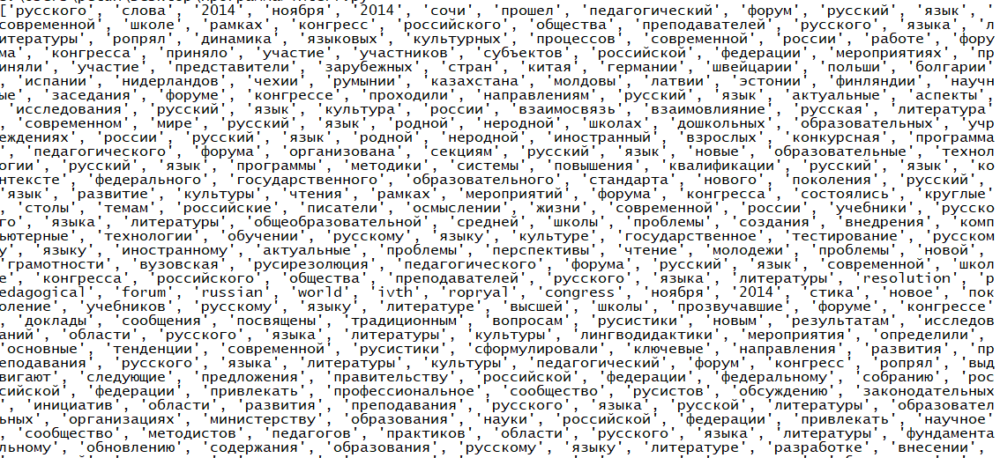 ['русского', 'слова', '2014', 'ноября', '2014', 'сочи', 'прошел', 'педагогический', 'форум', 'русский', 'язык', '
современной', 'школе', 'рамках', 'конгресс', 'российского', 'общества', 'преподавателей', 'русского', 'языка', 'л
итературы', 'ропрял', 'динамика', 'языковых', 'культурных', 'процессов', 'современной', 'россии', 'работе', 'фору
ма', 'конгресса', 'приняло', 'участие', 'участников', 'субъектов', 'российской', 'федерации', 'мероприятиях', 'пр
иняли', 'участие', 'представители', 'зарубежных', 'стран', 'китая', 'германии', 'швейцарии', 'польши', 'болгарии'
, 'испании', 'нидерландов', 'чехии', 'румынии', 'казахстана', 'молдовы', 'латвии', 'эстонии', 'финляндии', 'научн
ые', 'заседания', 'форуме', 'конгрессе', 'проходили', 'направлениям', 'русский', 'язык', 'актуальные', 'аспекты',
 'исследования', 'русский', 'язык', 'культура', 'россии', 'взаимосвязь', 'взаимовлияние', 'русская', 'литература'
, 'современном', 'мире', 'русский', 'язык', 'родной', 'неродной', 'школах', 'дошкольных', 'образовательных', 'учр
еждениях', 'россии', 'русский', 'язык', 'родной', 'неродной', 'иностранный', 'взрослых', 'конкурсная', 'программа
', 'педагогического', 'форума', 'организована', 'секциям', 'русский', 'язык', 'новые', 'образовательные', 'технол
огии', 'русский', 'язык', 'программы', 'методики', 'системы', 'повышения', 'квалификации', 'русский', 'язык', 'ко
нтексте', 'федерального', 'государственного', 'образовательного', 'стандарта', 'нового', 'поколения', 'русский',
'язык', 'развитие', 'культуры', 'чтения', 'рамках', 'мероприятий', 'форума', 'конгресса', 'состоялись', 'круглые'
, 'столы', 'темам', 'российские', 'писатели', 'осмыслении', 'жизни', 'современной', 'россии', 'учебники', 'русско
го', 'языка', 'литературы', 'общеобразовательной', 'средней', 'школы', 'проблемы', 'создания', 'внедрения', 'комп
ьютерные', 'технологии', 'обучении', 'русскому', 'языку', 'культуре', 'государственное', 'тестирование', 'русском
у', 'языку', 'иностранному', 'актуальные', 'проблемы', 'перспективы', 'чтение', 'молодежи', 'проблемы', 'новой',
'грамотности', 'вузовская', 'русирезолюция', 'педагогического', 'форума', 'русский', 'язык', 'современной', 'школ
е', 'конгресса', 'российского', 'общества', 'преподавателей', 'русского', 'языка', 'литературы', 'resolution', 'p
edagogical', 'forum', 'russian', 'world', 'ivth', 'ropryal', 'congress', 'ноября', '2014', 'стика', 'новое', 'пок
оление', 'учебников', 'русскому', 'языку', 'литературе', 'высшей', 'школы', 'прозвучавшие', 'форуме', 'конгрессе'
, 'доклады', 'сообщения', 'посвящены', 'традиционным', 'вопросам', 'русистики', 'новым', 'результатам', 'исследов
аний', 'области', 'русского', 'языка', 'литературы', 'культуры', 'лингводидактики', 'мероприятия', 'определили',
'основные', 'тенденции', 'современной', 'русистики', 'сформулировали', 'ключевые', 'направления', 'развития', 'пр
еподавания', 'русского', 'языка', 'литературы', 'культуры', 'педагогический', 'форум', 'конгресс', 'ропрял', 'выд
вигают', 'следующие', 'предложения', 'правительству', 'российской', 'федерации', 'федеральному', 'собранию', 'рос
сийской', 'федерации', 'привлекать', 'профессиональное', 'сообщество', 'русистов', 'обсуждению', 'законодательных
', 'инициатив', 'области', 'развития', 'преподавания', 'русского', 'языка', 'русской', 'литературы', 'образовател
ьных', 'организациях', 'министерству', 'образования', 'науки', 'российской', 'федерации', 'привлекать', 'научное'
, 'сообщество', 'методистов', 'педагогов', 'практиков', 'области', 'русского', 'языка', 'литературы', 'фундамента
льному', 'обновлению', 'содержания', 'образования', 'русскому', 'языку', 'литературе', 'разработке', 'внесении',